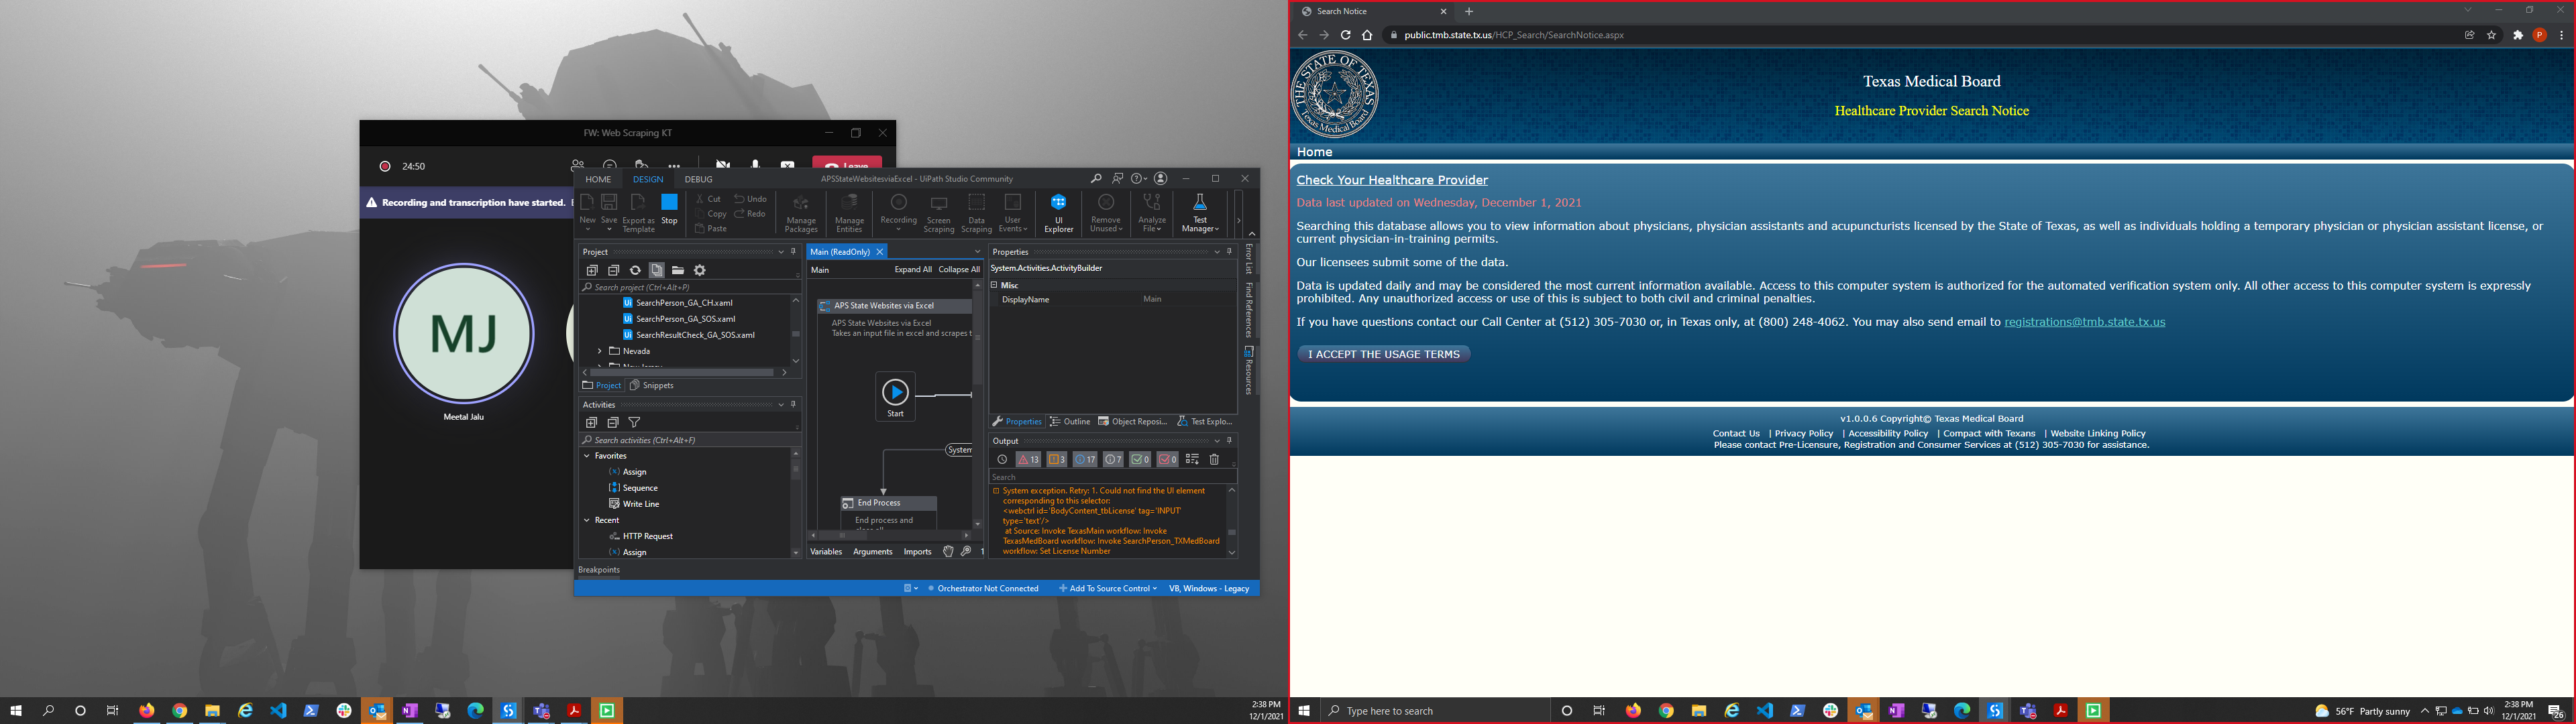 FW: Web Scraping KT
24:50
Leave
Recording and transcription have started.
MJ
Meetal Jalu
HOME
DESIGN
DEBUG
APSStateWebsitesviaExcel - UiPath Studio Community
New
Save
Export as Template
Stop
Cut
Copy
Paste
Undo
Redo
Manage Packages
Manage Entities
Recording
Screen Scraping
Data Scraping
User Events
UI Explorer
Remove Unused
Analyze File
Test Manager
Project
Search project (Ctrl+Alt+P)
SearchPerson_GA_CH.xaml
SearchPerson_GA_SOS.xaml
SearchResultCheck_GA_SOS.xaml
Nevada
New Jersey
Project
Snippets
Activities
Search activities (Ctrl+Alt+F)
Favorites
Assign
Sequence
Write Line
Recent
HTTP Request
Assign
Breakpoints
Main (ReadOnly)
Main
Expand All
Collapse All
APS State Websites via Excel
APS State Websites via Excel
Takes an input file in excel and scrapes t
Start
System
End Process
End process and
Variables
Arguments
Imports
Properties
System.Activities.ActivityBuilder
Misc
DisplayName
Main
Properties
Outline
Object Reposi...
Test Explo...
Output
13
3
17
7
0
0
Search
System exception. Retry: 1. Could not find the UI element
corresponding to this selector:
<webctrl id='BodyContent_tbLicense' tag='INPUT'
type='text'/>
at Source: Invoke TexasMain workflow: Invoke
TexasMedBoard workflow: Invoke SearchPerson_TXMedBoard
workflow: Set License Number
Error List
Find References
Resources
Orchestrator Not Connected
Add To Source Control
VB, Windows - Legacy
2:38 PM
12/1/2021
Search Notice
public.tmb.state.tx.us/HCP_Search/SearchNotice.aspx
P
THE STATE OF TEXAS
Texas Medical Board
Texas Medical Board
Healthcare Provider Search Notice
Home
Check Your Healthcare Provider
Data last updated on Wednesday, December 1, 2021
Searching this database allows you to view information about physicians, physician assistants and acupuncturists licensed by the State of Texas, as well as individuals holding a temporary physician or physician assistant license, or
current physician-in-training permits.
Our licensees submit some of the data.
Data is updated daily and may be considered the most current information available. Access to this computer system is authorized for the automated verification system only. All other access to this computer system is expressly
prohibited. Any unauthorized access or use of this is subject to both civil and criminal penalties.
If you have questions contact our Call Center at (512) 305-7030 or, in Texas only, at (800) 248-4062. You may also send email to registrations@tmb.state.tx.us
I ACCEPT THE USAGE TERMS
v1.0.0.6 Copyright© Texas Medical Board
Contact Us | Privacy Policy | Accessibility Policy | Compact with Texans | Website Linking Policy
Please contact Pre-Licensure, Registration and Consumer Services at (512) 305-7030 for assistance.
Type here to search
56°F Partly sunny
2:38 PM
12/1/2021
26